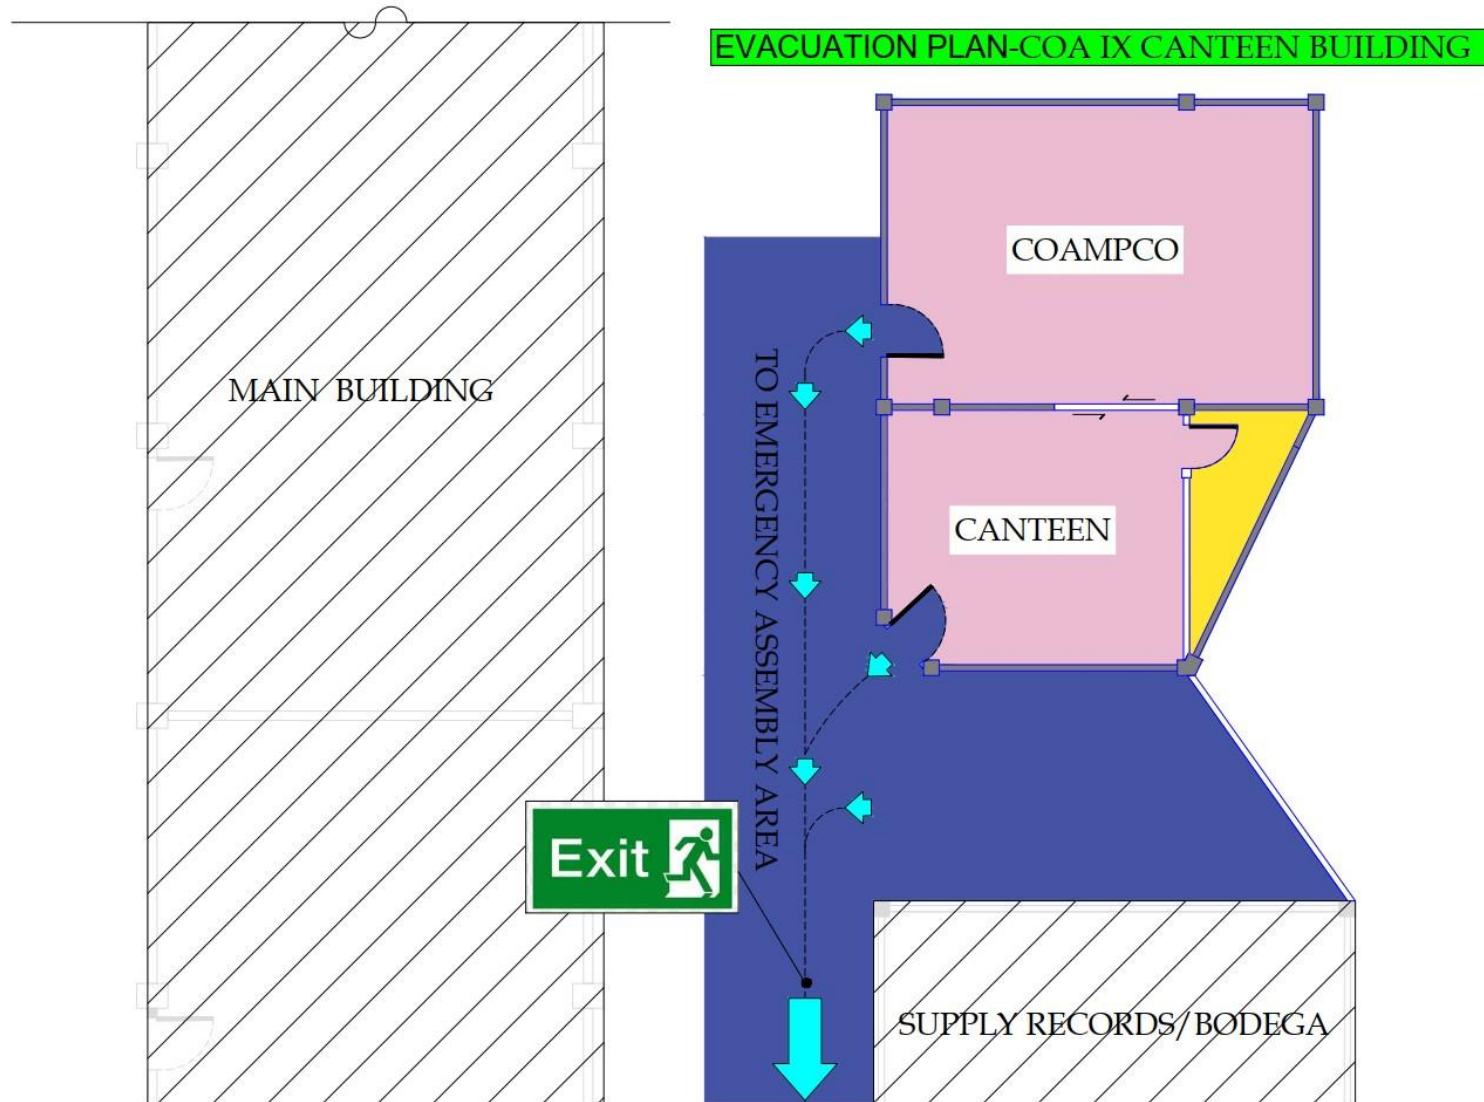 EVACUATION PLAN-COA IX CANTEEN BUILDING
COAMPCO
MAIN BUILDING
TO EMERGENCY ASSEMBLY AREA
CANTEEN
Exit
SUPPLY RECORDS/BODEGA